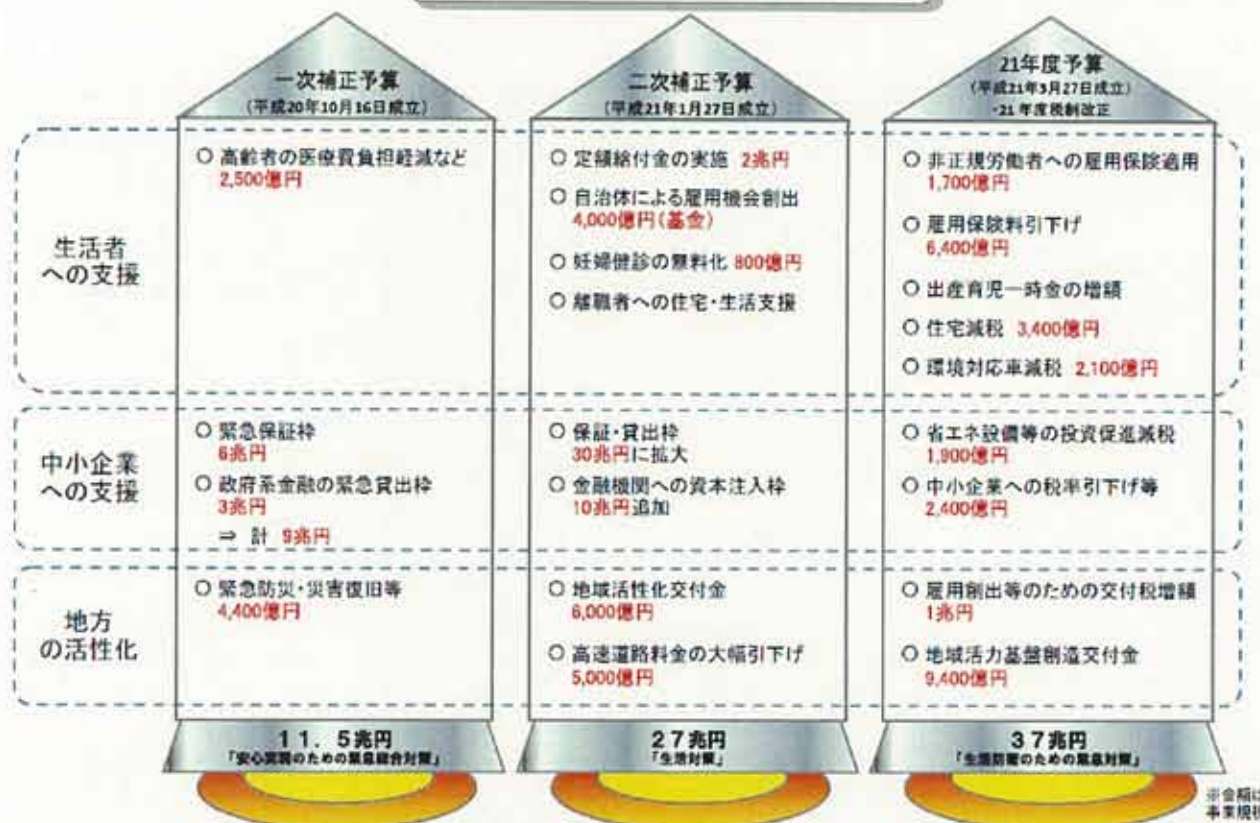 一次補正予算
(平成20年10月16日成立)
二次補正予算
(平成21年1月27日成立)
21年度予算
(平成21年3月27日成立)
・21年度税制改正
生活者
への支援
○ 高齢者の医療費負担軽減など
2,500億円
○ 定額給付金の実施 2兆円
○ 自治体による雇用機会創出
4,000億円(基金)
○ 妊婦健診の無料化 800億円
○ 離職者への住宅・生活支援
○ 非正規労働者への雇用保険適用
1,700億円
○ 雇用保険料引下げ
6,400億円
○ 出産育児一時金の増額
○ 住宅減税 3,400億円
○ 環境対応車減税 2,100億円
中小企業
への支援
○ 緊急保証枠
6兆円
○ 政府系金融の緊急貸出枠
3兆円
⇒ 計 9兆円
○ 保証・貸出枠
30兆円に拡大
○ 金融機関への資本注入枠
10兆円追加
○ 省エネ設備等の投資促進減税
1,900億円
○ 中小企業への税率引下げ等
2,400億円
地方
の活性化
○ 緊急防災・災害復旧等
4,400億円
○ 地域活性化交付金
6,000億円
○ 高速道路料金の大幅引下げ
5,000億円
○ 雇用創出等のための交付税増額
1兆円
○ 地域活力基盤創造交付金
9,400億円
11.5兆円
「安心実現のための緊急総合対策」
27兆円
「生活対策」
37兆円
「生活防衛のための緊急対策」
※金額は
事業規模